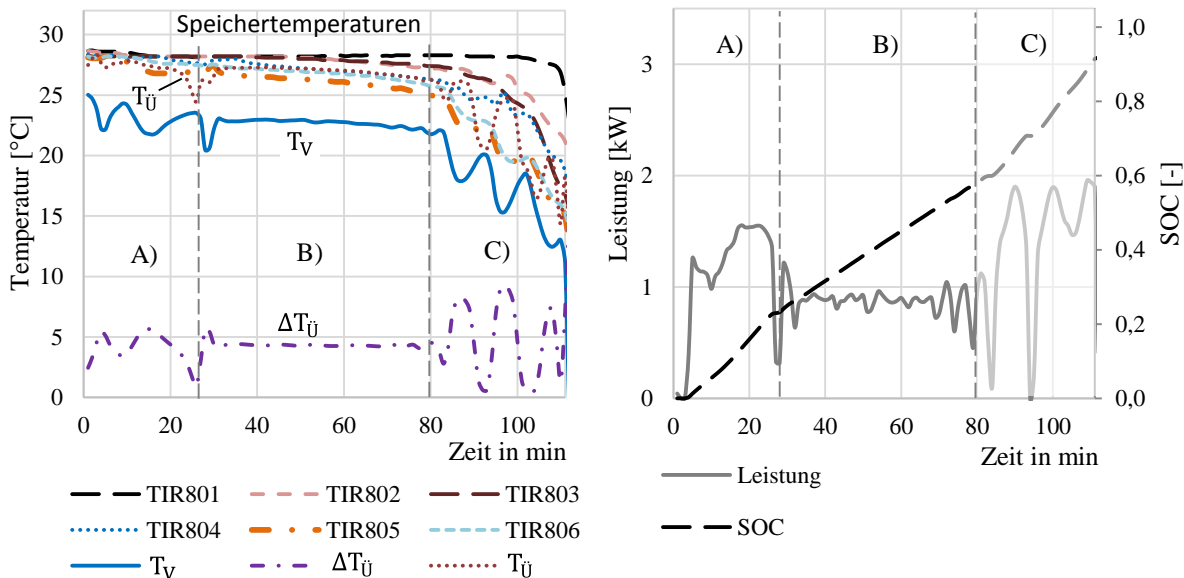 Speichertemperaturen
30
25
20
15
10
5
0
Temperatur [°C]
T_Ü
T_V
A)
B)
C)
ΔT_Ü
0
20
40
60
80
100
Zeit in min
TIR801
TIR802
TIR803
TIR804
TIR805
TIR806
T_V
ΔT_Ü
T_Ü
3
2
1
0
Leistung [kW]
A)
B)
C)
1,0
0,8
0,6
0,4
0,2
0,0
SOC [-]
0
20
40
60
80
100
Zeit in min
Leistung
SOC